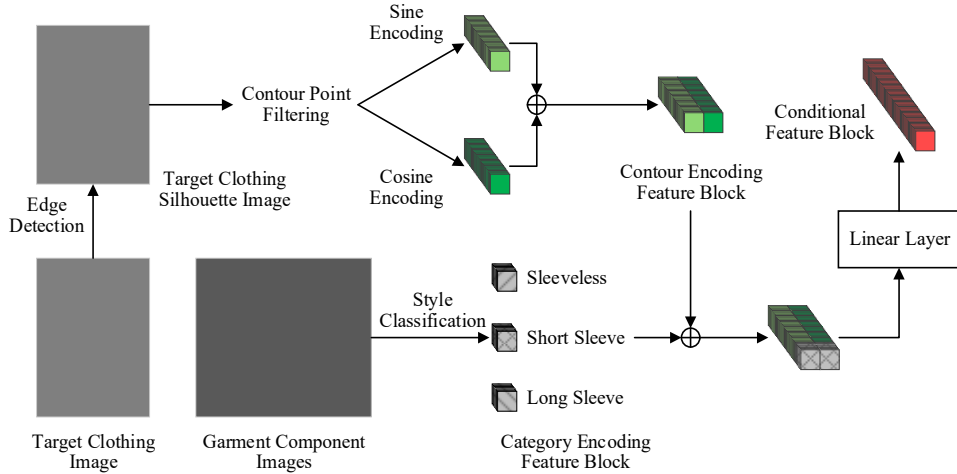 Sine
Encoding
Contour Point
Filtering
Cosine
Encoding
Conditional
Feature Block
Target Clothing
Silhouette Image
Contour Encoding
Feature Block
Edge
Detection
Linear Layer
Sleeveless
Style
Classification
Short Sleeve
Long Sleeve
Target Clothing
Image
Garment Component
Images
Category Encoding
Feature Block